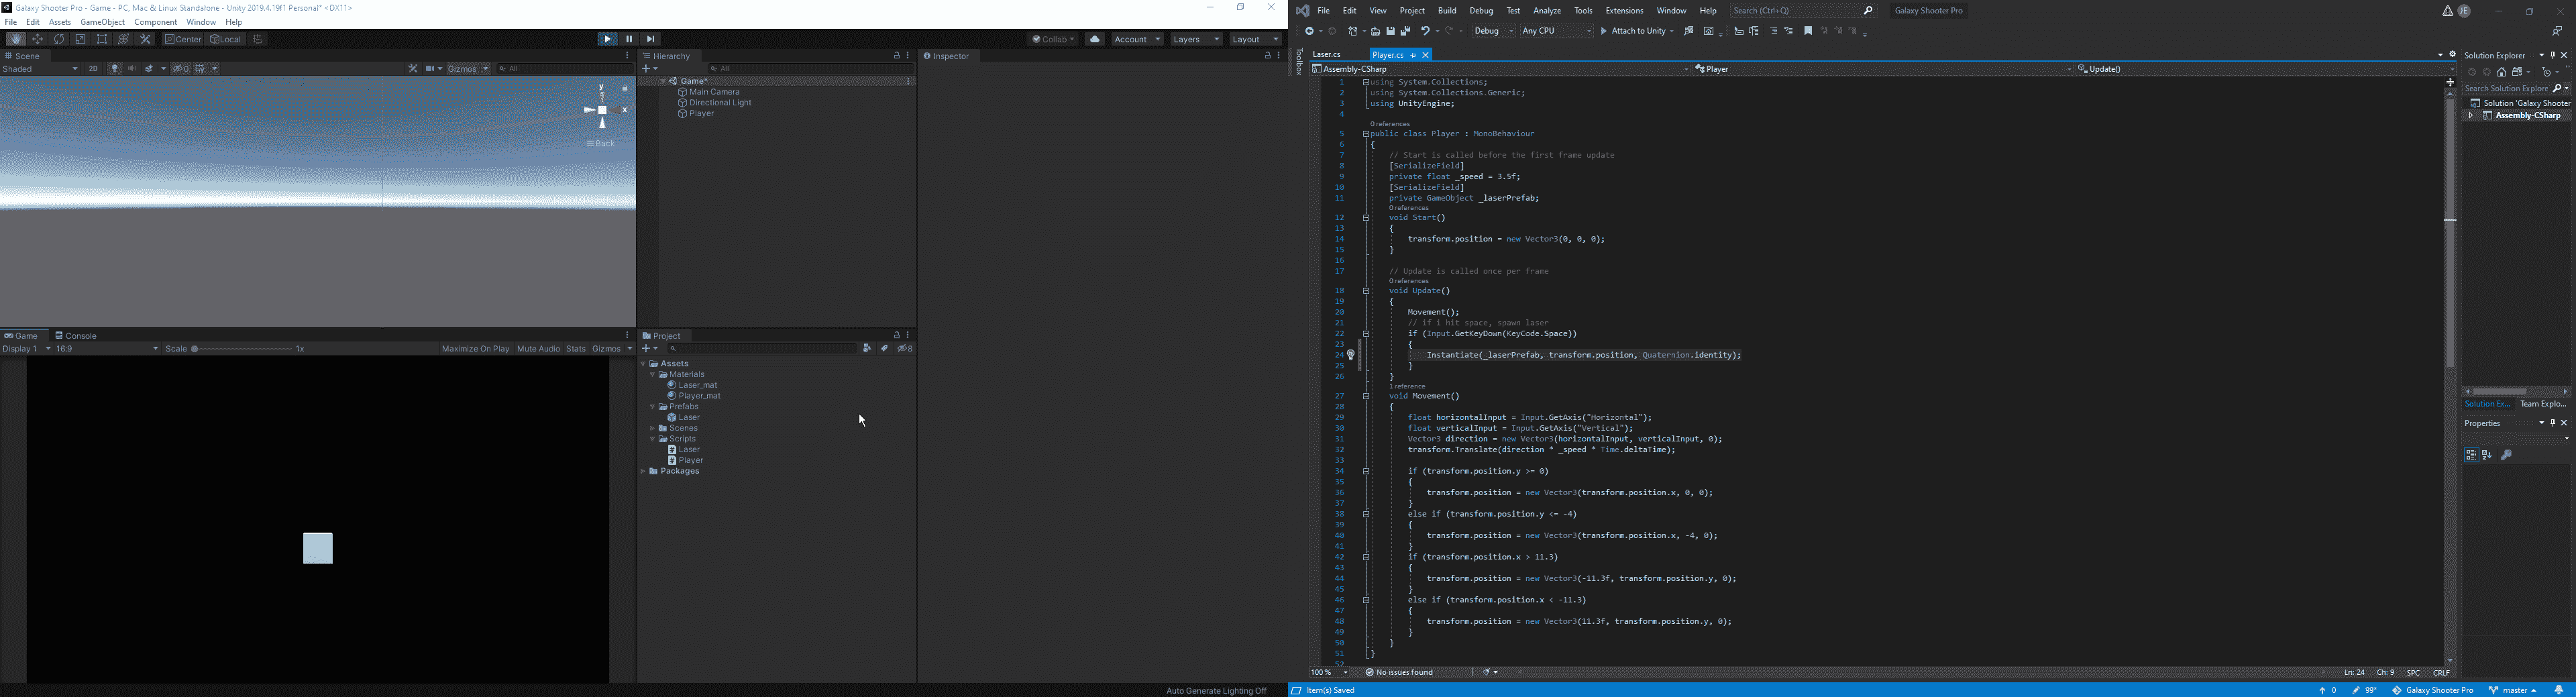 Galaxy Shooter Pro - Game - PC, Mac & Linux Standalone - Unity 2019.4.19f1 Personal* <DX11>
File Edit Assets GameObject Component Window Help
Center Local
Collab Account Layers Layout
Scene
Shaded 2D 0 Gizmos All
y
x
Back
Hierarchy
All
Game*
Main Camera
Directional Light
Player
Inspector
Game Console
Display 1 16:9 Scale 1x Maximize On Play Mute Audio Stats Gizmos
Project
8
Assets
Materials
Laser_mat
Player_mat
Prefabs
Laser
Scenes
Scripts
Laser
Player
Packages
Auto Generate Lighting Off
File Edit View Project Build Debug Test Analyze Tools Extensions Window Help Search (Ctrl+Q) Galaxy Shooter Pro JE
Debug Any CPU Attach to Unity
Toolbox
Laser.cs Player.cs
Assembly-CSharp Player Update()
1 using System.Collections;
2 using System.Collections.Generic;
3 using UnityEngine;
4
0 references
5 public class Player : MonoBehaviour
6 {
7 // Start is called before the first frame update
8 [SerializeField]
9 private float _speed = 3.5f;
10 [SerializeField]
11 private GameObject _laserPrefab;
0 references
12 void Start()
13 {
14 transform.position = new Vector3(0, 0, 0);
15 }
16
17 // Update is called once per frame
0 references
18 void Update()
19 {
20 Movement();
21 // if i hit space, spawn laser
22 if (Input.GetKeyDown(KeyCode.Space))
23 {
24 Instantiate(_laserPrefab, transform.position, Quaternion.identity);
25 }
26 }
1 reference
27 void Movement()
28 {
29 float horizontalInput = Input.GetAxis("Horizontal");
30 float verticalInput = Input.GetAxis("Vertical");
31 Vector3 direction = new Vector3(horizontalInput, verticalInput, 0);
32 transform.Translate(direction * _speed * Time.deltaTime);
33
34 if (transform.position.y >= 0)
35 {
36 transform.position = new Vector3(transform.position.x, 0, 0);
37 }
38 else if (transform.position.y <= -4)
39 {
40 transform.position = new Vector3(transform.position.x, -4, 0);
41 }
42 if (transform.position.x > 11.3)
43 {
44 transform.position = new Vector3(-11.3f, transform.position.y, 0);
45 }
46 else if (transform.position.x < -11.3)
47 {
48 transform.position = new Vector3(11.3f, transform.position.y, 0);
49 }
50 }
51 }
52
100 % No issues found Ln: 24 Ch: 9 SPC CRLF
Solution Explorer
Search Solution Explore
Solution 'Galaxy Shooter
Assembly-CSharp
Solution Ex... Team Explo...
Properties
Item(s) Saved 0 99+ Galaxy Shooter Pro master